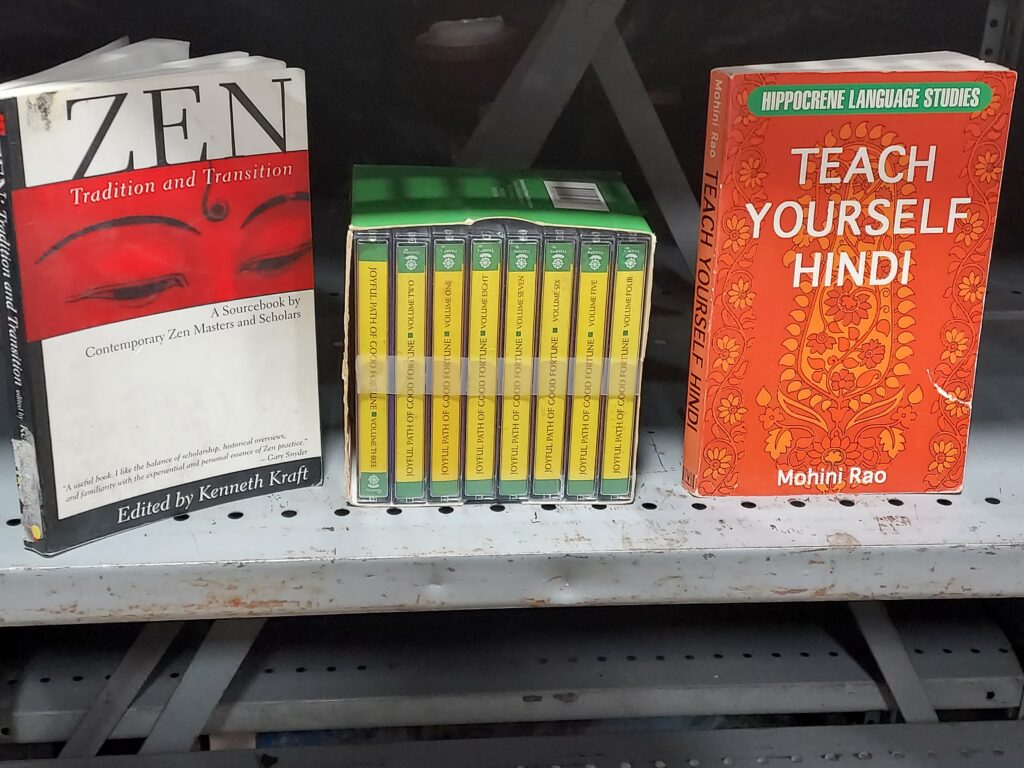 ZEN
Tradition and Transition
A Sourcebook by
Contemporary Zen Masters and Scholars
"A useful book. I like the balance of scholarship, historical overviews,
and familiarity with the experiential and personal essence of Zen practice."
— Gary Snyder
Edited by Kenneth Kraft
ZEN: Tradition and Transition edited by
JOYFUL PATH OF GOOD FORTUNE ■ VOLUME THREE
JOYFUL PATH OF GOOD FORTUNE ■ VOLUME TWO
JOYFUL PATH OF GOOD FORTUNE ■ VOLUME ONE
JOYFUL PATH OF GOOD FORTUNE ■ VOLUME EIGHT
JOYFUL PATH OF GOOD FORTUNE ■ VOLUME SEVEN
JOYFUL PATH OF GOOD FORTUNE ■ VOLUME SIX
JOYFUL PATH OF GOOD FORTUNE ■ VOLUME FIVE
JOYFUL PATH OF GOOD FORTUNE ■ VOLUME FOUR
Mohini Rao TEACH YOURSELF HINDI
HIPPOCRENE LANGUAGE STUDIES
TEACH
YOURSELF
HINDI
Mohini Rao